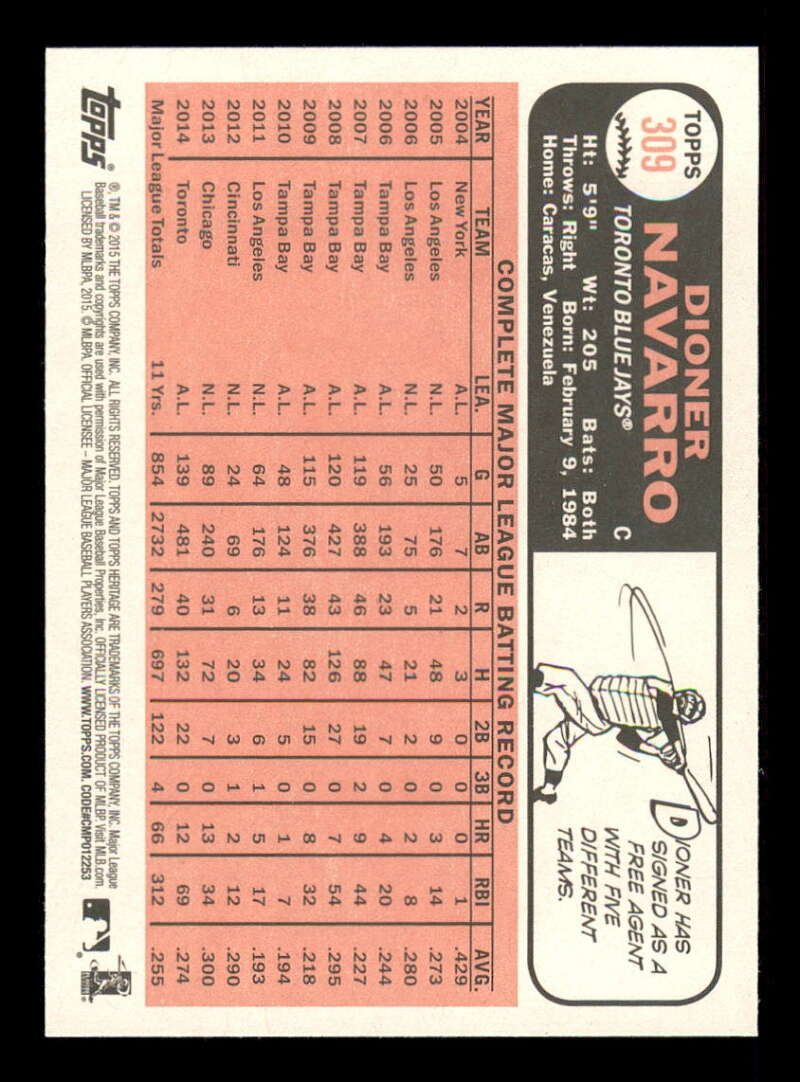 TOPPS
309
DIONER
NAVARRO
TORONTO BLUE JAYS® C
Ht: 5'9" Wt: 205 Bats: Both
Throws: Right Born: February 9, 1984
Home: Caracas, Venezuela
DIONER HAS
SIGNED AS A
FREE AGENT
WITH FIVE
DIFFERENT
TEAMS.
COMPLETE MAJOR LEAGUE BATTING RECORD
YEAR TEAM LEA. G AB R H 2B 3B HR RBI AVG.
2004 New York A.L. 5 7 2 3 0 0 0 1 .429
2005 Los Angeles N.L. 50 176 21 48 9 0 3 14 .273
2006 Los Angeles N.L. 25 75 5 21 2 0 2 8 .280
2006 Tampa Bay A.L. 56 193 23 47 7 0 4 20 .244
2007 Tampa Bay A.L. 119 388 46 88 19 2 9 44 .227
2008 Tampa Bay A.L. 120 427 43 126 27 0 7 54 .295
2009 Tampa Bay A.L. 115 376 38 82 15 0 8 32 .218
2010 Tampa Bay A.L. 48 124 11 24 5 0 1 7 .194
2011 Los Angeles N.L. 64 176 13 34 6 1 5 17 .193
2012 Cincinnati N.L. 24 69 6 20 3 1 2 12 .290
2013 Chicago N.L. 89 240 31 72 7 0 13 34 .300
2014 Toronto A.L. 139 481 40 132 22 0 12 69 .274
Major League Totals 11 Yrs. 854 2732 279 697 122 4 66 312 .255
topps®
®, TM & © 2015 THE TOPPS COMPANY, INC. ALL RIGHTS RESERVED. TOPPS AND TOPPS HERITAGE ARE TRADEMARKS OF THE TOPPS COMPANY, INC. Major League
Baseball trademarks and copyrights are used with permission of Major League Baseball Properties, Inc. OFFICIALLY LICENSED PRODUCT OF MLBP. Visit MLB.com.
LICENSED BY MLBPA, 2015. © MLBPA, OFFICIAL LICENSEE – MAJOR LEAGUE BASEBALL PLAYERS ASSOCIATION. WWW.TOPPS.COM. CODE#CMP012253